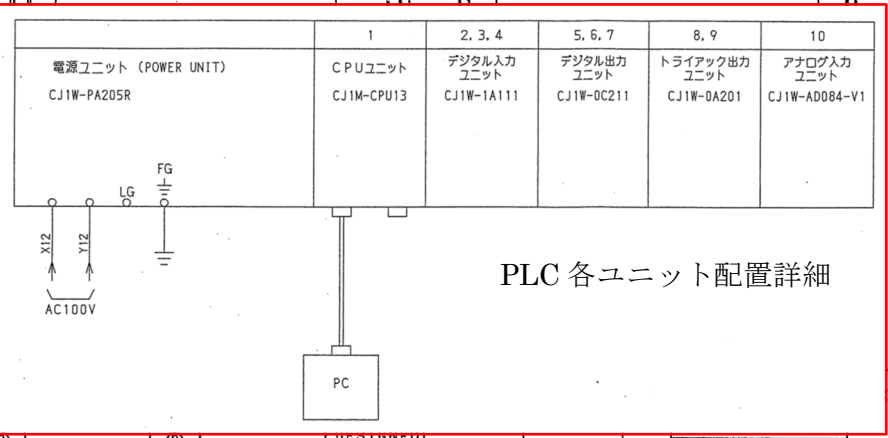 1
2, 3, 4
5, 6, 7
8, 9
10
電源ユニット (POWER UNIT)
CJ1W-PA205R
CPUユニット
CJ1M-CPU13
デジタル入力
ユニット
CJ1W-1A111
デジタル出力
ユニット
CJ1W-0C211
トライアック出力
ユニット
CJ1W-0A201
アナログ入力
ユニット
CJ1W-AD084-V1
LG
FG
X12
Y12
AC100V
PLC 各ユニット配置詳細
PC